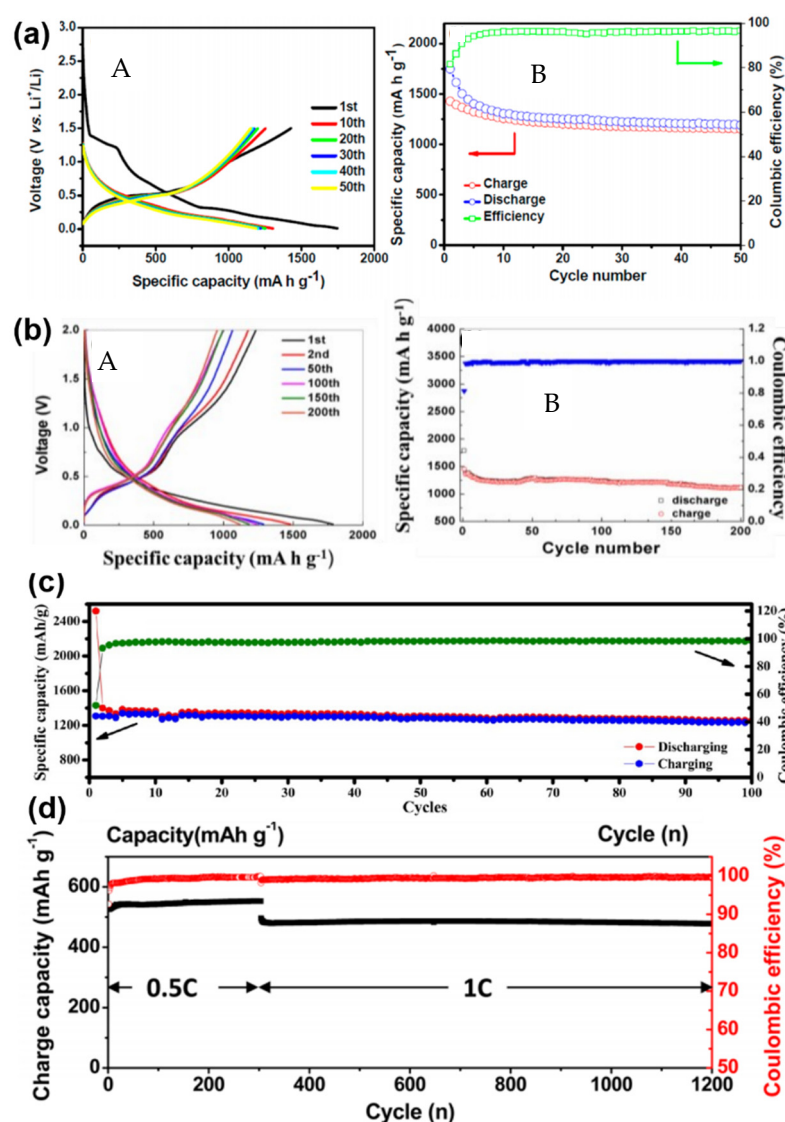 (a)
A
Voltage (V vs. Li+/Li)
3.0
2.5
2.0
1.5
1.0
0.5
0.0
1st
10th
20th
30th
40th
50th
0 500 1000 1500 2000
Specific capacity (mA h g-1)
B
Specific capacity (mA h g-1)
2000
1750
1500
1250
1000
750
500
250
0
Charge
Discharge
Efficiency
100
80
60
40
20
0
Columbic efficiency (%)
0 10 20 30 40 50
Cycle number
(b)
A
Voltage (V)
2.0
1.5
1.0
0.5
0.0
1st
2nd
50th
100th
150th
200th
0 500 1000 1500 2000
Specific capacity (mA h g-1)
B
Specific capacity (mA h g-1)
4000
3500
3000
2500
2000
1500
1000
500
discharge
charge
1.2
1.0
0.8
0.6
0.4
0.2
0.0
Coulombic efficiency
0 50 100 150 200
Cycle number
(c)
Specific capacity (mAh/g)
2400
2000
1600
1200
800
Discharging
Charging
120
100
80
60
40
20
0
Coulombic efficiency (%)
0 10 20 30 40 50 60 70 80 90 100
Cycles
(d)
Capacity(mAh g-1) Cycle (n)
Charge capacity (mAh g-1)
600
400
200
0
0.5C 1C
100
90
80
70
60
50
Coulombic efficiency (%)
0 200 400 600 800 1000 1200
Cycle (n)